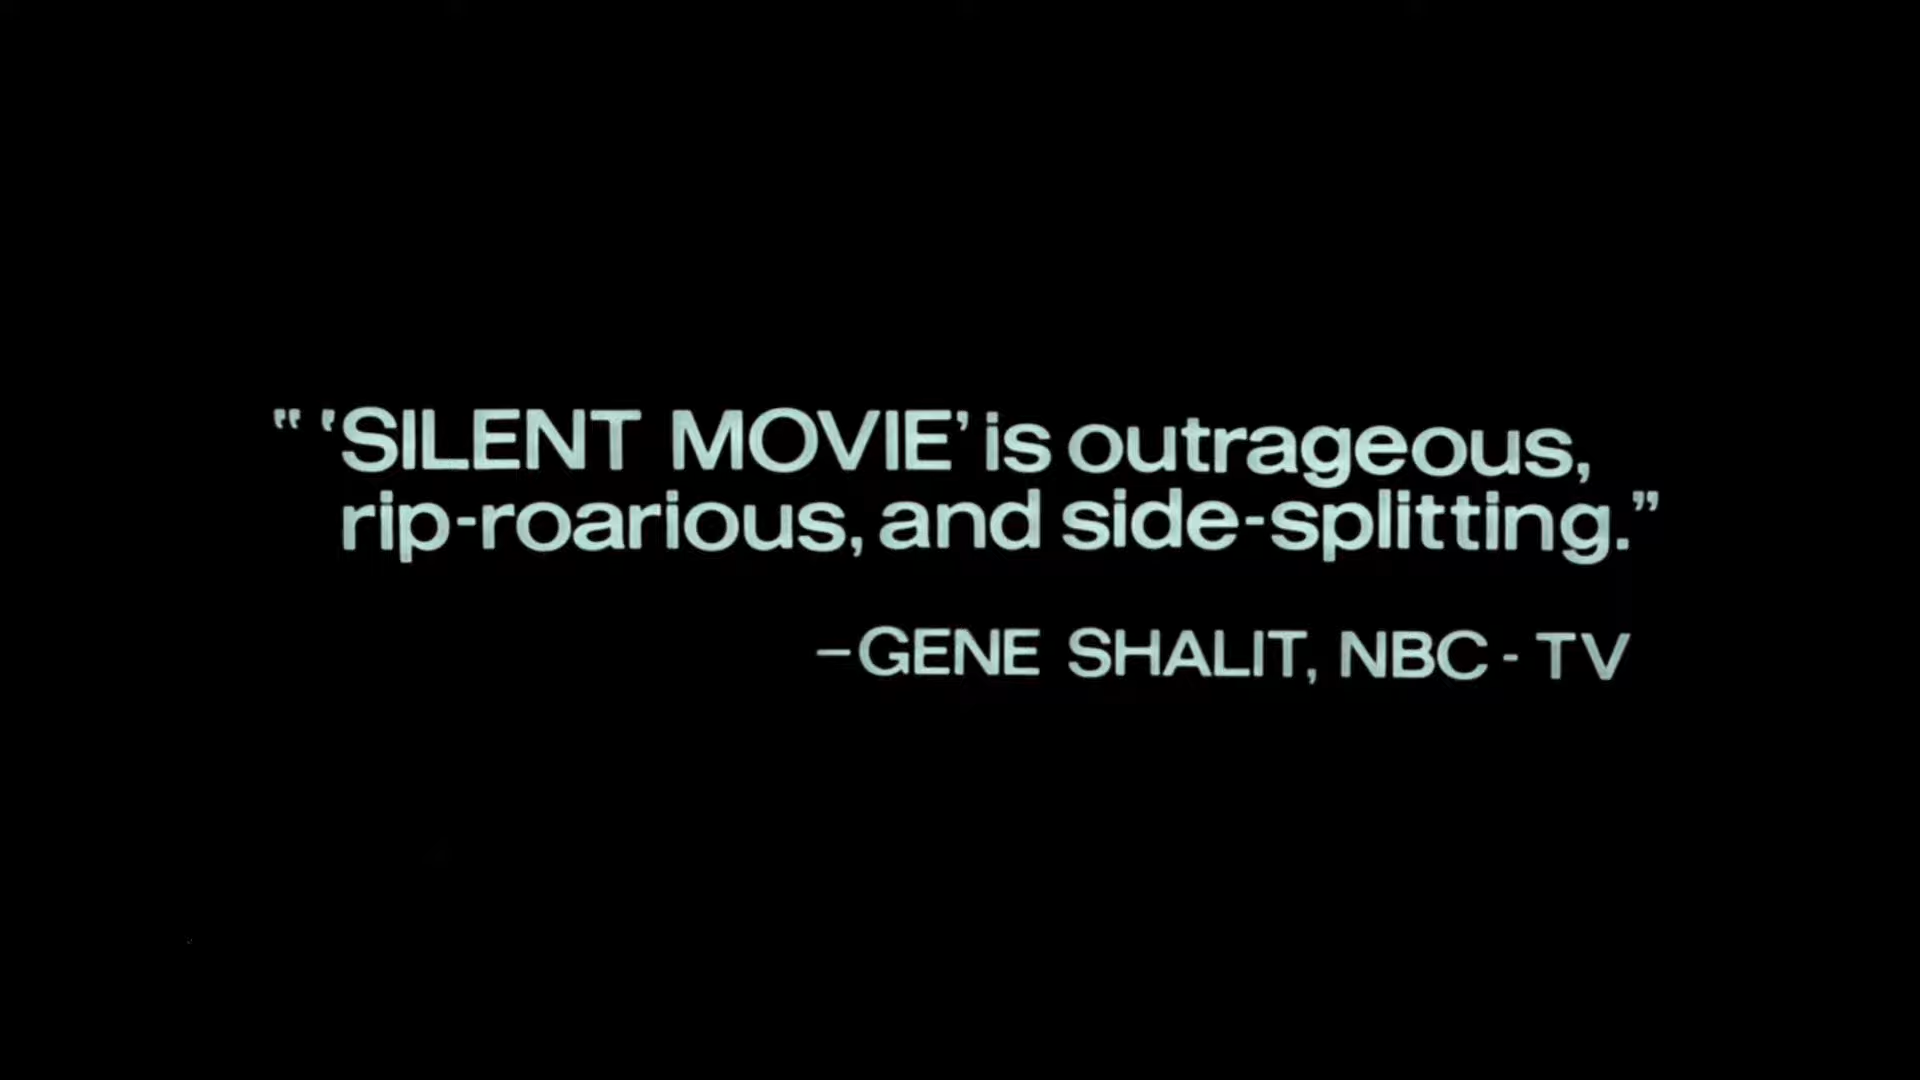 “ ‘SILENT MOVIE’ is outrageous,
rip-roarious, and side-splitting.”
–GENE SHALIT, NBC - TV